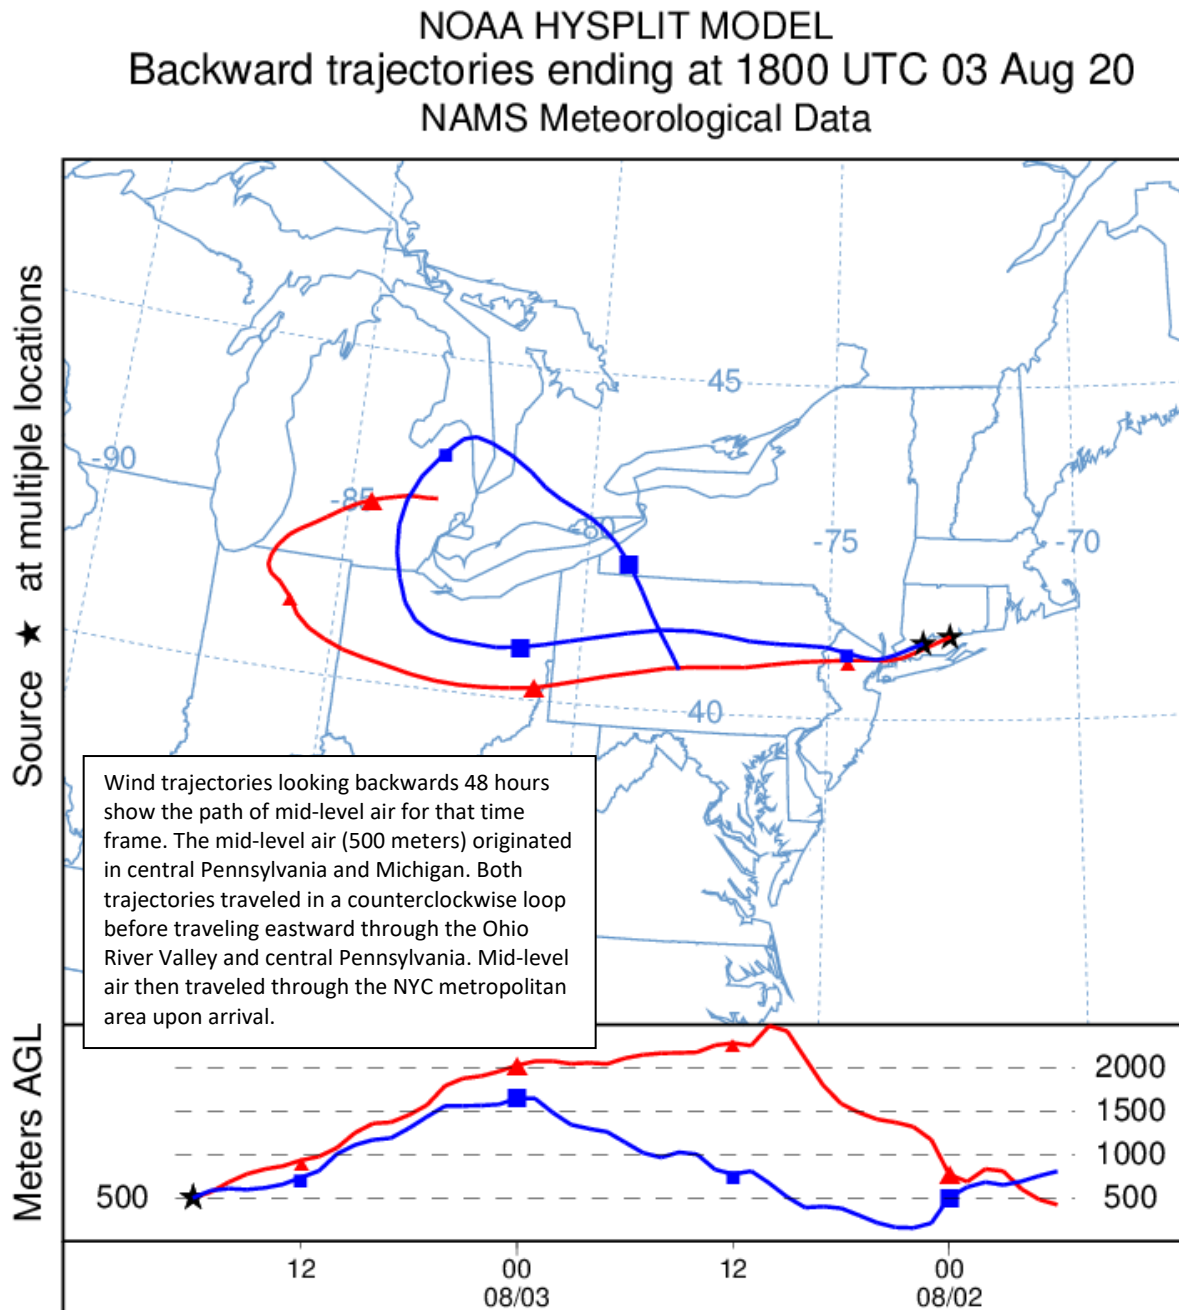 NOAA HYSPLIT MODEL
Backward trajectories ending at 1800 UTC 03 Aug 20
NAMS Meteorological Data
Source ★ at multiple locations
45
-90
-85
-80
-75
-70
40
Wind trajectories looking backwards 48 hours
show the path of mid-level air for that time
frame. The mid-level air (500 meters) originated
in central Pennsylvania and Michigan. Both
trajectories traveled in a counterclockwise loop
before traveling eastward through the Ohio
River Valley and central Pennsylvania. Mid-level
air then traveled through the NYC metropolitan
area upon arrival.
Meters AGL
2000
1500
1000
500 500
12 00 12 00
08/03 08/02